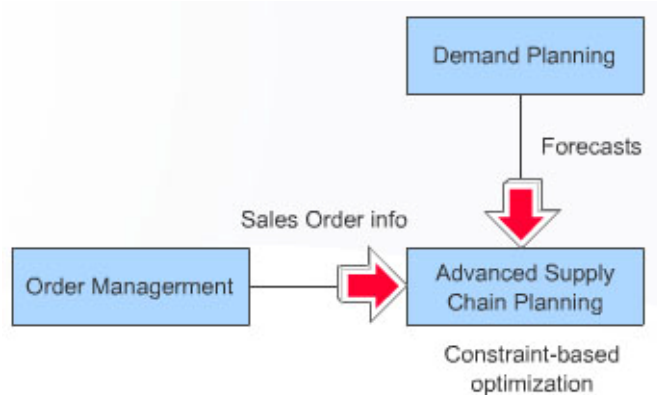 Demand Planning
Forecasts
Sales Order info
Order Managerment
Advanced Supply
Chain Planning
Constraint-based
optimization